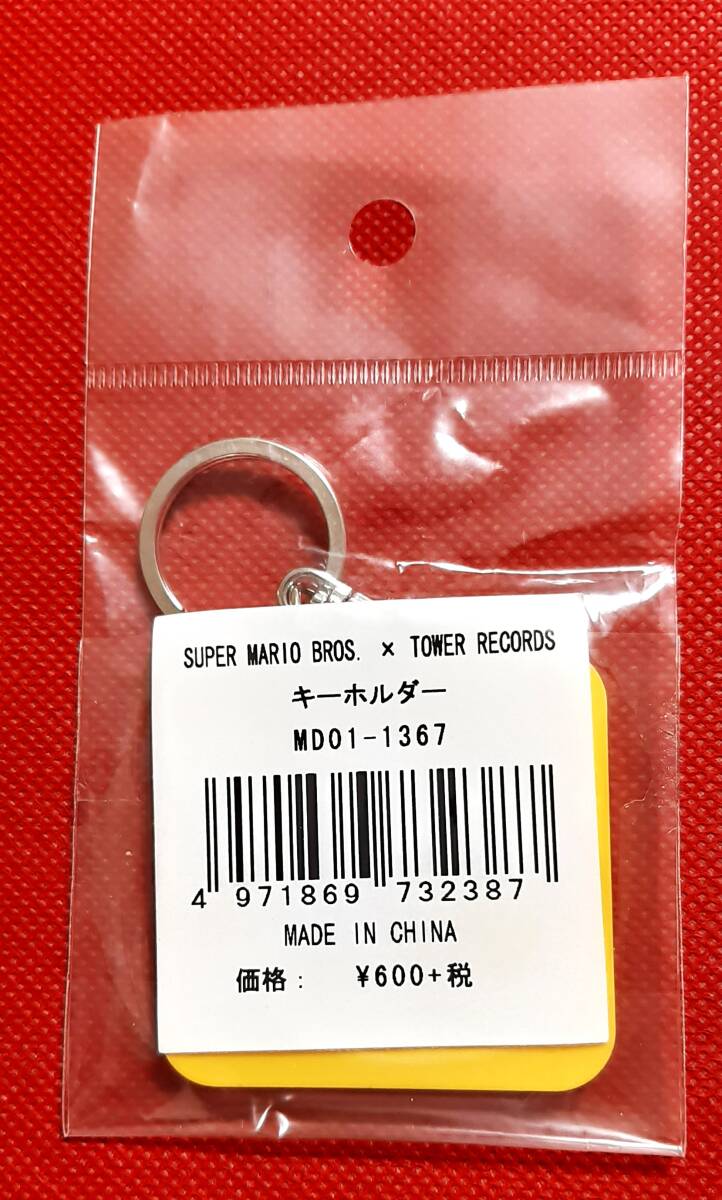 SUPER MARIO BROS. × TOWER RECORDS
キーホルダー
MD01-1367
4 971869 732387
MADE IN CHINA
価格: ¥600+税